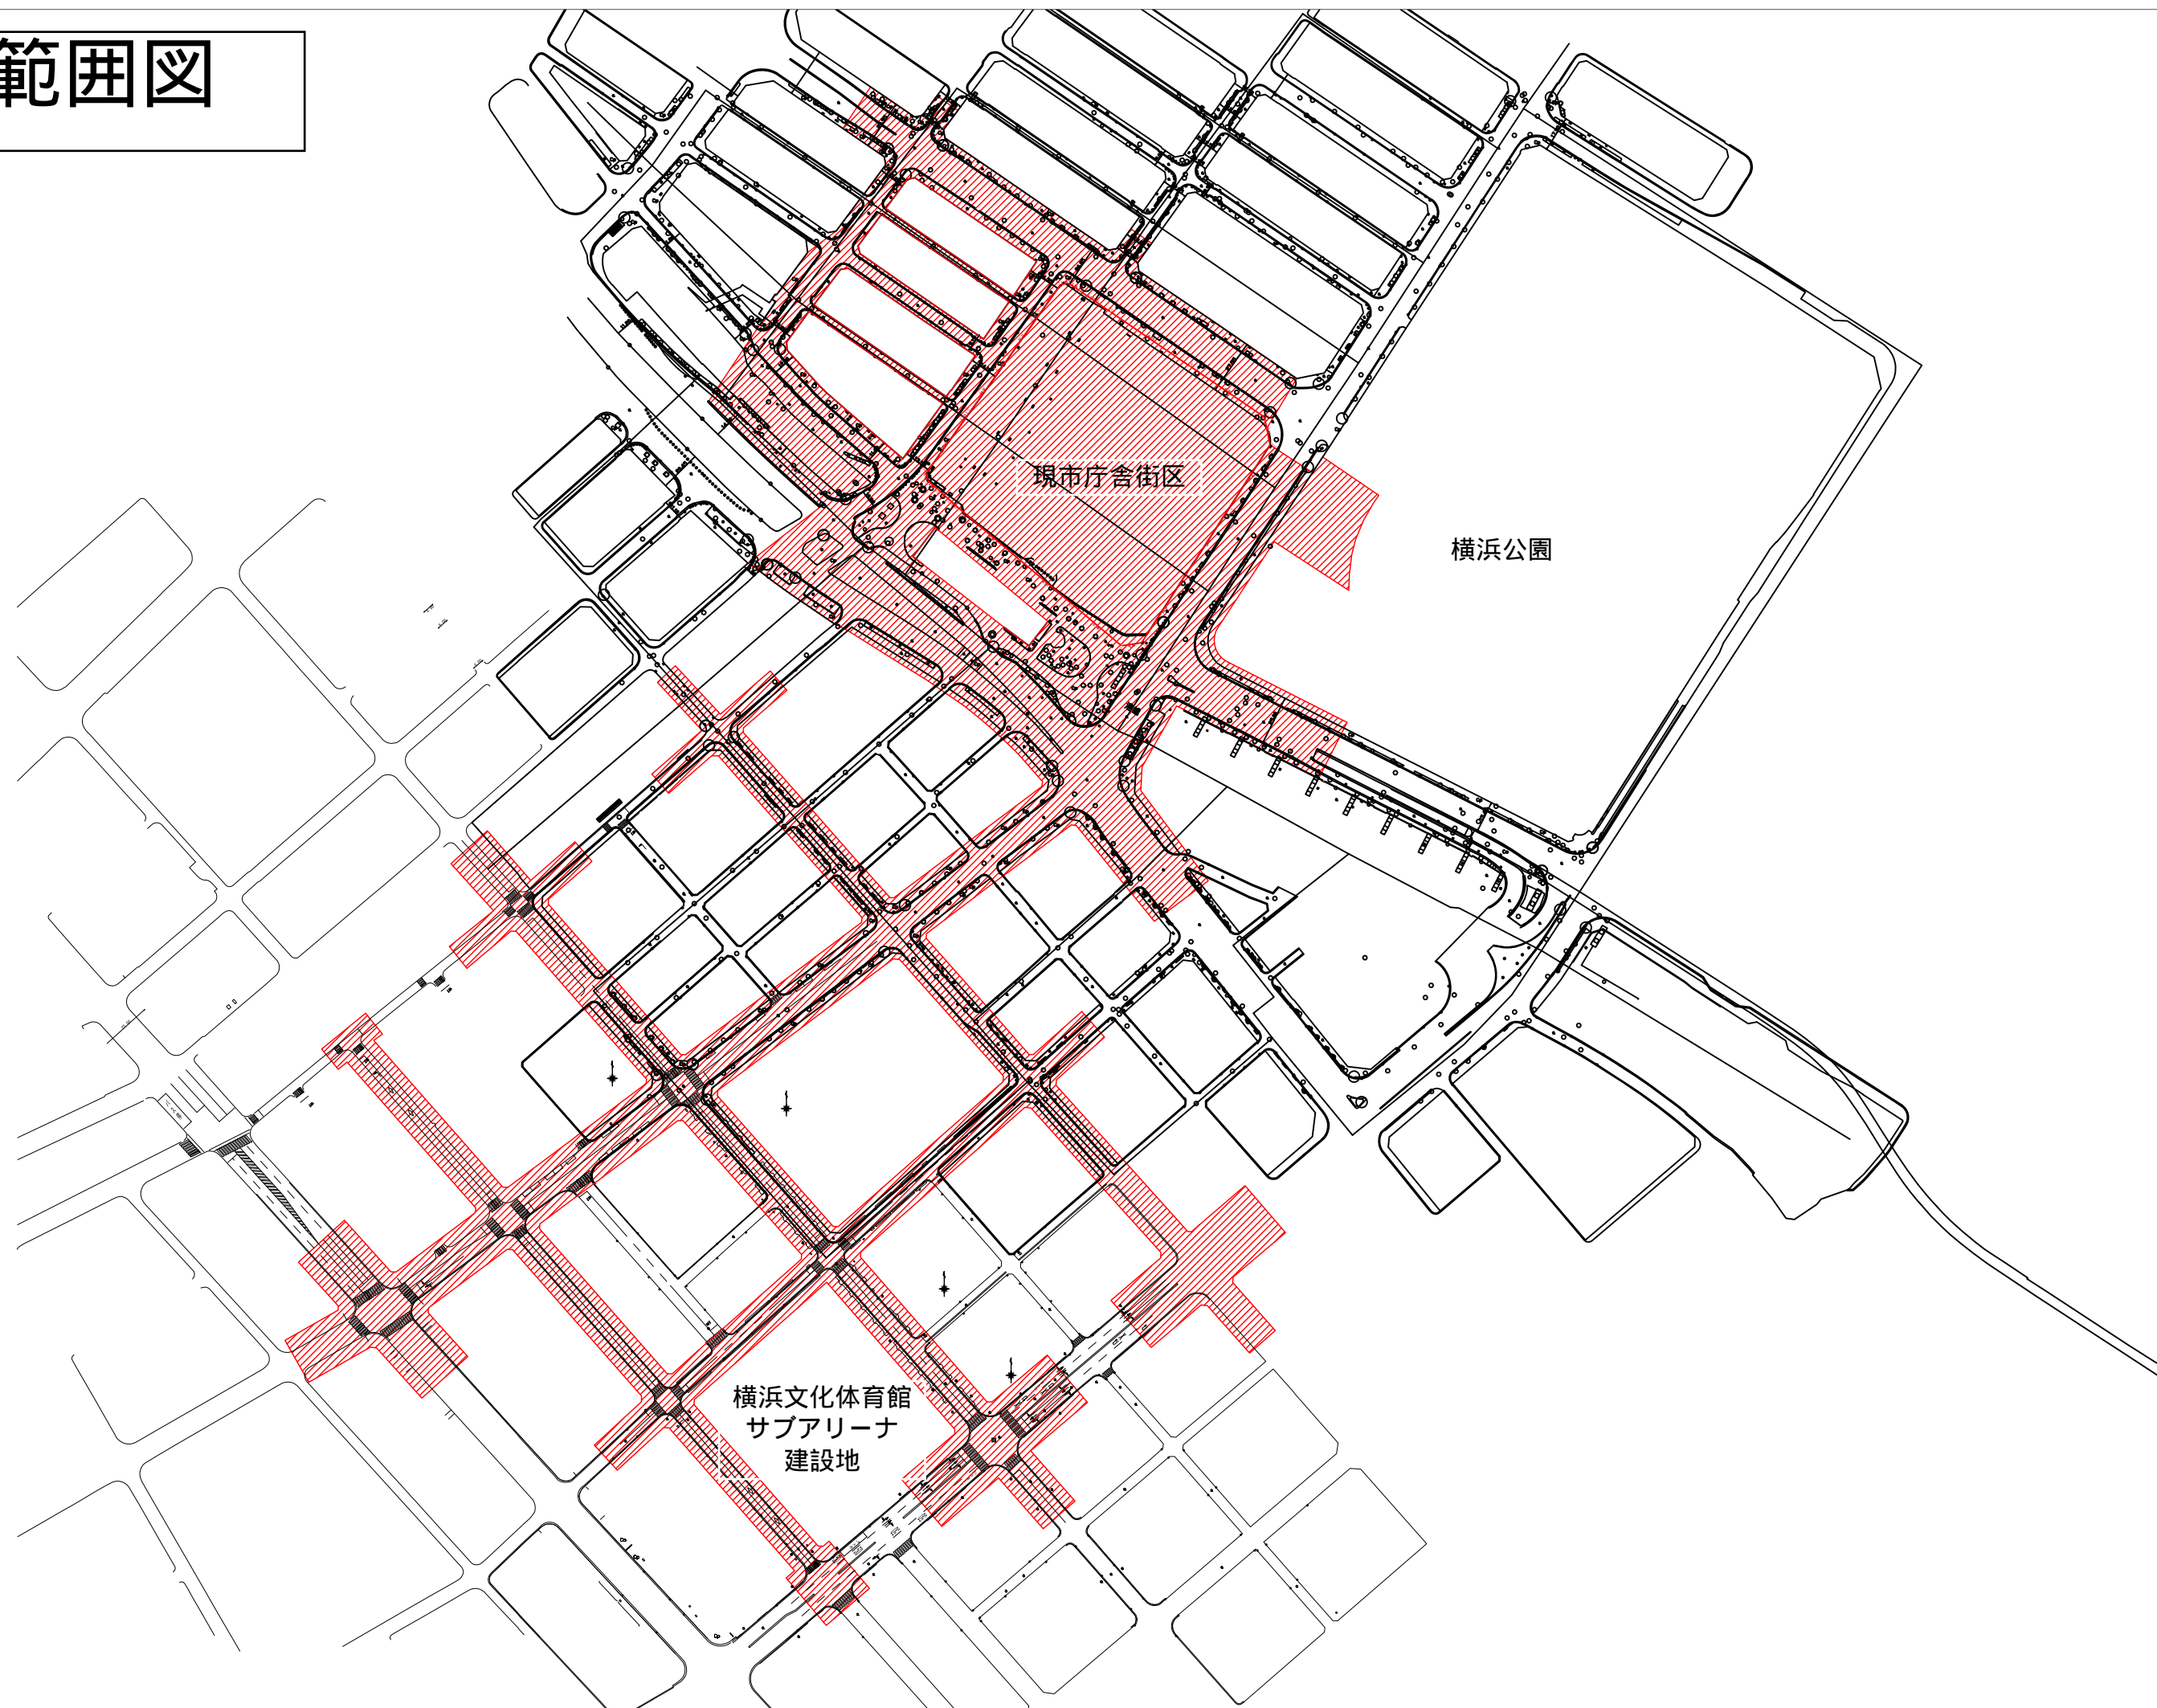 範囲図
現市庁舎街区
横浜公園
横浜文化体育館
サブアリーナ
建設地